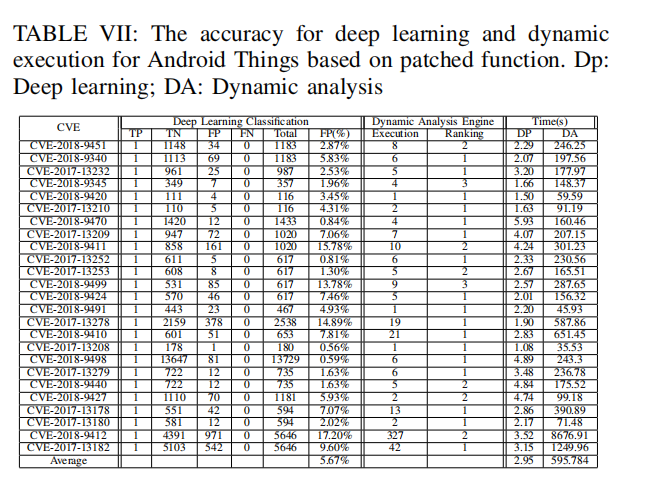 TABLE VII: The accuracy for deep learning and dynamic
execution for Android Things based on patched function. Dp:
Deep learning; DA: Dynamic analysis
CVE Deep Learning Classification Dynamic Analysis Engine Time(s)
TP TN FP FN Total FP(%) Execution Ranking DP DA
CVE-2018-9451 1 1148 34 0 1183 2.87% 8 2 2.29 246.25
CVE-2018-9340 1 1113 69 0 1183 5.83% 6 1 2.07 197.56
CVE-2017-13232 1 961 25 0 987 2.53% 5 1 2.20 177.97
CVE-2018-9345 1 349 7 0 357 1.96% 4 3 1.66 148.37
CVE-2018-9420 1 111 4 0 116 3.45% 1 1 1.50 59.59
CVE-2017-13210 1 110 5 0 116 4.31% 2 1 1.63 91.19
CVE-2018-9470 1 1420 12 0 1433 0.84% 4 2 5.93 160.46
CVE-2017-13209 1 947 72 0 1020 7.06% 7 1 4.07 207.15
CVE-2018-9411 1 858 161 0 1020 15.78% 10 2 4.24 301.23
CVE-2017-13252 1 611 5 0 617 0.81% 6 1 2.33 230.56
CVE-2017-13253 1 608 8 0 617 1.30% 5 2 2.67 165.51
CVE-2018-9499 1 531 85 0 617 13.78% 9 3 2.57 287.65
CVE-2018-9424 1 570 46 0 617 7.46% 5 1 2.01 156.32
CVE-2018-9491 1 443 23 0 467 4.93% 1 1 2.20 45.93
CVE-2017-13278 1 2159 378 0 2538 14.89% 19 1 1.90 587.86
CVE-2018-9410 1 601 51 0 653 7.81% 21 1 2.83 651.45
CVE-2017-13208 1 178 1 0 180 0.56% 1 1 1.08 35.53
CVE-2018-9498 1 13647 81 0 13729 0.59% 6 1 4.89 243.3
CVE-2017-13279 1 722 12 0 735 1.63% 6 1 3.48 236.78
CVE-2018-9440 1 722 12 0 735 1.63% 5 2 4.84 175.52
CVE-2018-9427 1 1110 70 0 1181 5.93% 2 2 4.74 99.18
CVE-2017-13178 1 551 42 0 594 7.07% 13 1 2.86 390.89
CVE-2017-13180 1 581 12 0 594 2.02% 2 1 2.17 71.48
CVE-2018-9412 1 4391 971 0 5646 17.20% 327 2 3.52 8676.91
CVE-2017-13182 1 5103 542 0 5646 9.60% 42 1 3.15 1249.96
Average 5.67% 2.95 595.784